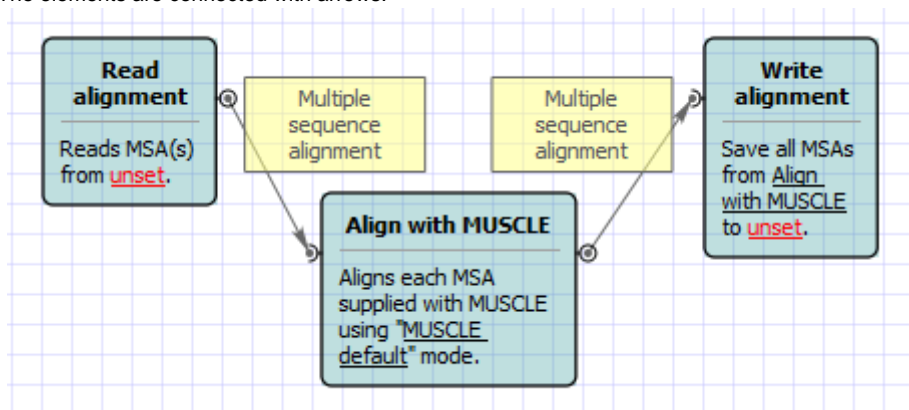 The elements are connected with arrows.
Read
alignment
Reads MSA(s)
from unset.
Multiple
sequence
alignment
Align with MUSCLE
Aligns each MSA
supplied with MUSCLE
using "MUSCLE
default" mode.
Multiple
sequence
alignment
Write
alignment
Save all MSAs
from Align
with MUSCLE
to unset.